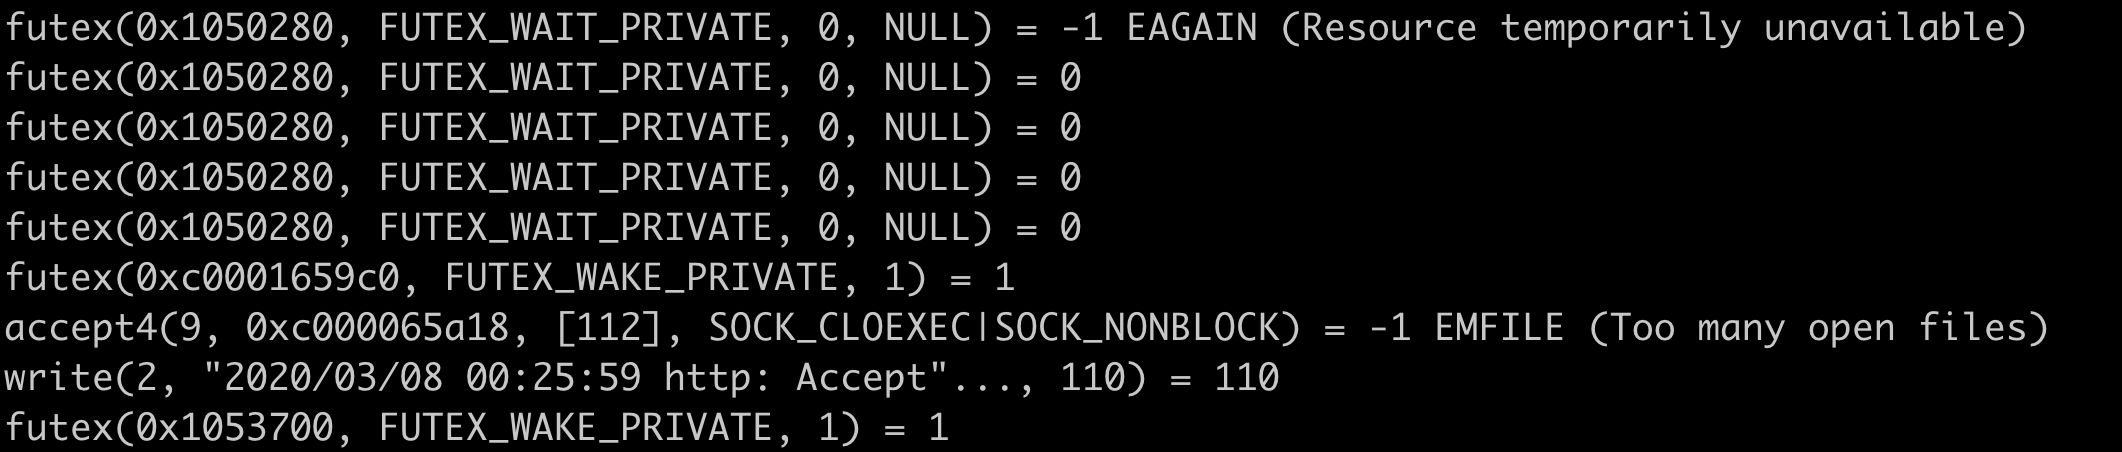 futex(0x1050280, FUTEX_WAIT_PRIVATE, 0, NULL) = -1 EAGAIN (Resource temporarily unavailable)
futex(0x1050280, FUTEX_WAIT_PRIVATE, 0, NULL) = 0
futex(0x1050280, FUTEX_WAIT_PRIVATE, 0, NULL) = 0
futex(0x1050280, FUTEX_WAIT_PRIVATE, 0, NULL) = 0
futex(0x1050280, FUTEX_WAIT_PRIVATE, 0, NULL) = 0
futex(0xc0001659c0, FUTEX_WAKE_PRIVATE, 1) = 1
accept4(9, 0xc000065a18, [112], SOCK_CLOEXEC|SOCK_NONBLOCK) = -1 EMFILE (Too many open files)
write(2, "2020/03/08 00:25:59 http: Accept"..., 110) = 110
futex(0x1053700, FUTEX_WAKE_PRIVATE, 1) = 1